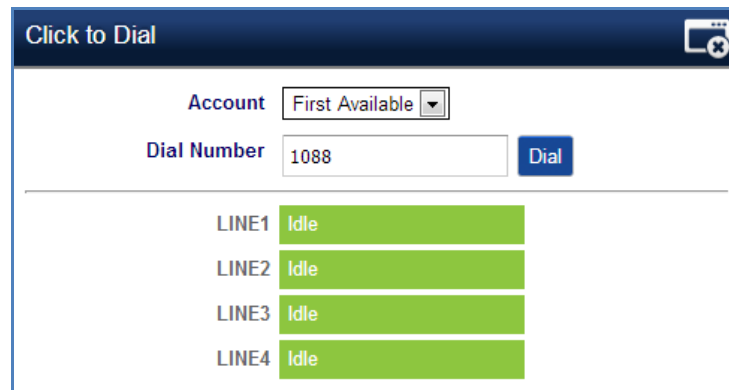 Click to Dial
Account First Available
Dial Number 1088 Dial
LINE1 Idle
LINE2 Idle
LINE3 Idle
LINE4 Idle